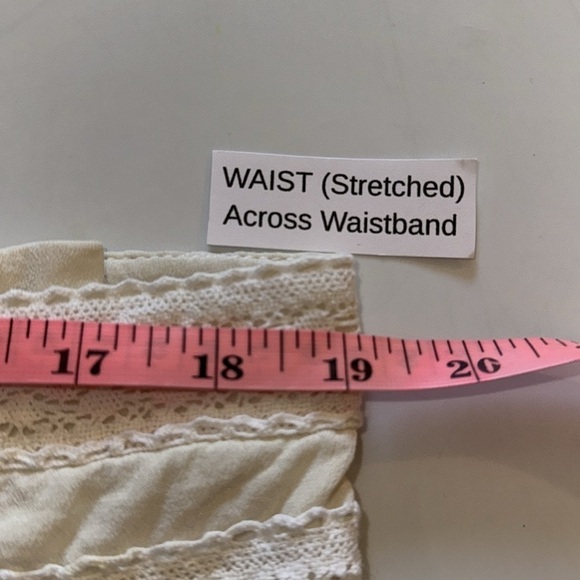 WAIST (Stretched)
Across Waistband
17 18 19 20